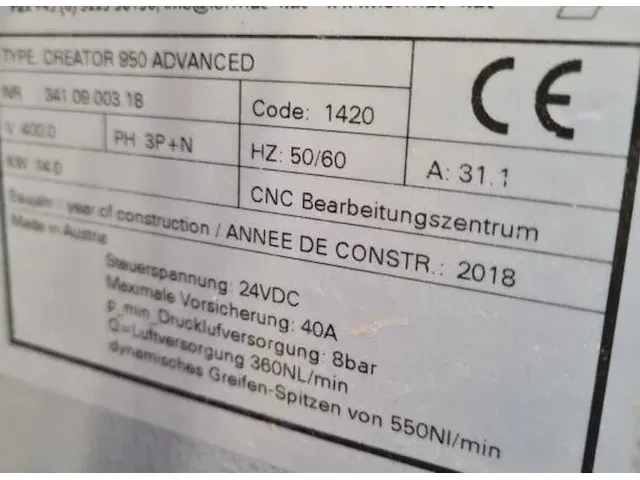 TYPE. CREATOR 950 ADVANCED
NR 341 09.003.18
Code: 1420
CE
V 400.0
PH 3P+N
HZ: 50/60
A: 31.1
KW 14.0
CNC Bearbeitungszentrum
Baujahr / year of construction / ANNEE DE CONSTR.: 2018
Made in Austria
Steuerspannung: 24VDC
Maximale Vorsicherung: 40A
p_min_Druckluftversorgung: 8bar
Q=Luftversorgung 360NL/min
dynamisches Greifen-Spitzen von 550Nl/min